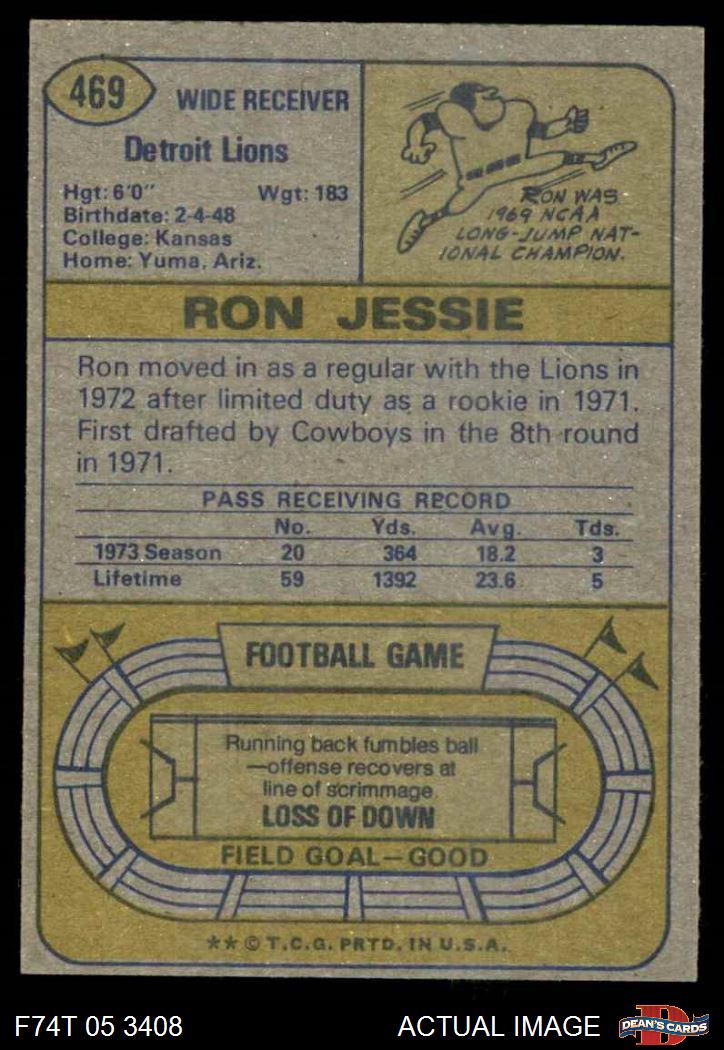 469
WIDE RECEIVER
Detroit Lions
Hgt: 6'0" Wgt: 183
Birthdate: 2-4-48
College: Kansas
Home: Yuma, Ariz.
RON WAS
1969 NCAA
LONG-JUMP NAT-
IONAL CHAMPION.
RON JESSIE
Ron moved in as a regular with the Lions in
1972 after limited duty as a rookie in 1971.
First drafted by Cowboys in the 8th round
in 1971.
PASS RECEIVING RECORD
No. Yds. Avg. Tds.
1973 Season 20 364 18.2 3
Lifetime 59 1392 23.6 5
FOOTBALL GAME
Running back fumbles ball
—offense recovers at
line of scrimmage
LOSS OF DOWN
FIELD GOAL—GOOD
** © T.C.G. PRTD. IN U.S.A.
F74T 05 3408
ACTUAL IMAGE
D
DEAN'S CARDS